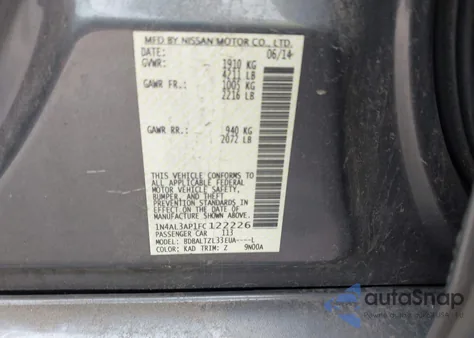 MFD BY NISSAN MOTOR CO., LTD.
DATE: 06/14
GVWR: 1910 KG
4211 LB
GAWR FR: 1005 KG
2216 LB
GAWR RR: 940 KG
2072 LB
THIS VEHICLE CONFORMS TO
ALL APPLICABLE FEDERAL
MOTOR VEHICLE SAFETY,
BUMPER, AND THEFT
PREVENTION STANDARDS
IN EFFECT ON THE DATE OF
MANUFACTURE SHOWN ABOVE.
1N4AL3AP1FC122226
PASSENGER CAR 113
MODEL: BDBALTZL33EUA----L
COLOR: KAD TRIM: Z 9N00A
autoSnap